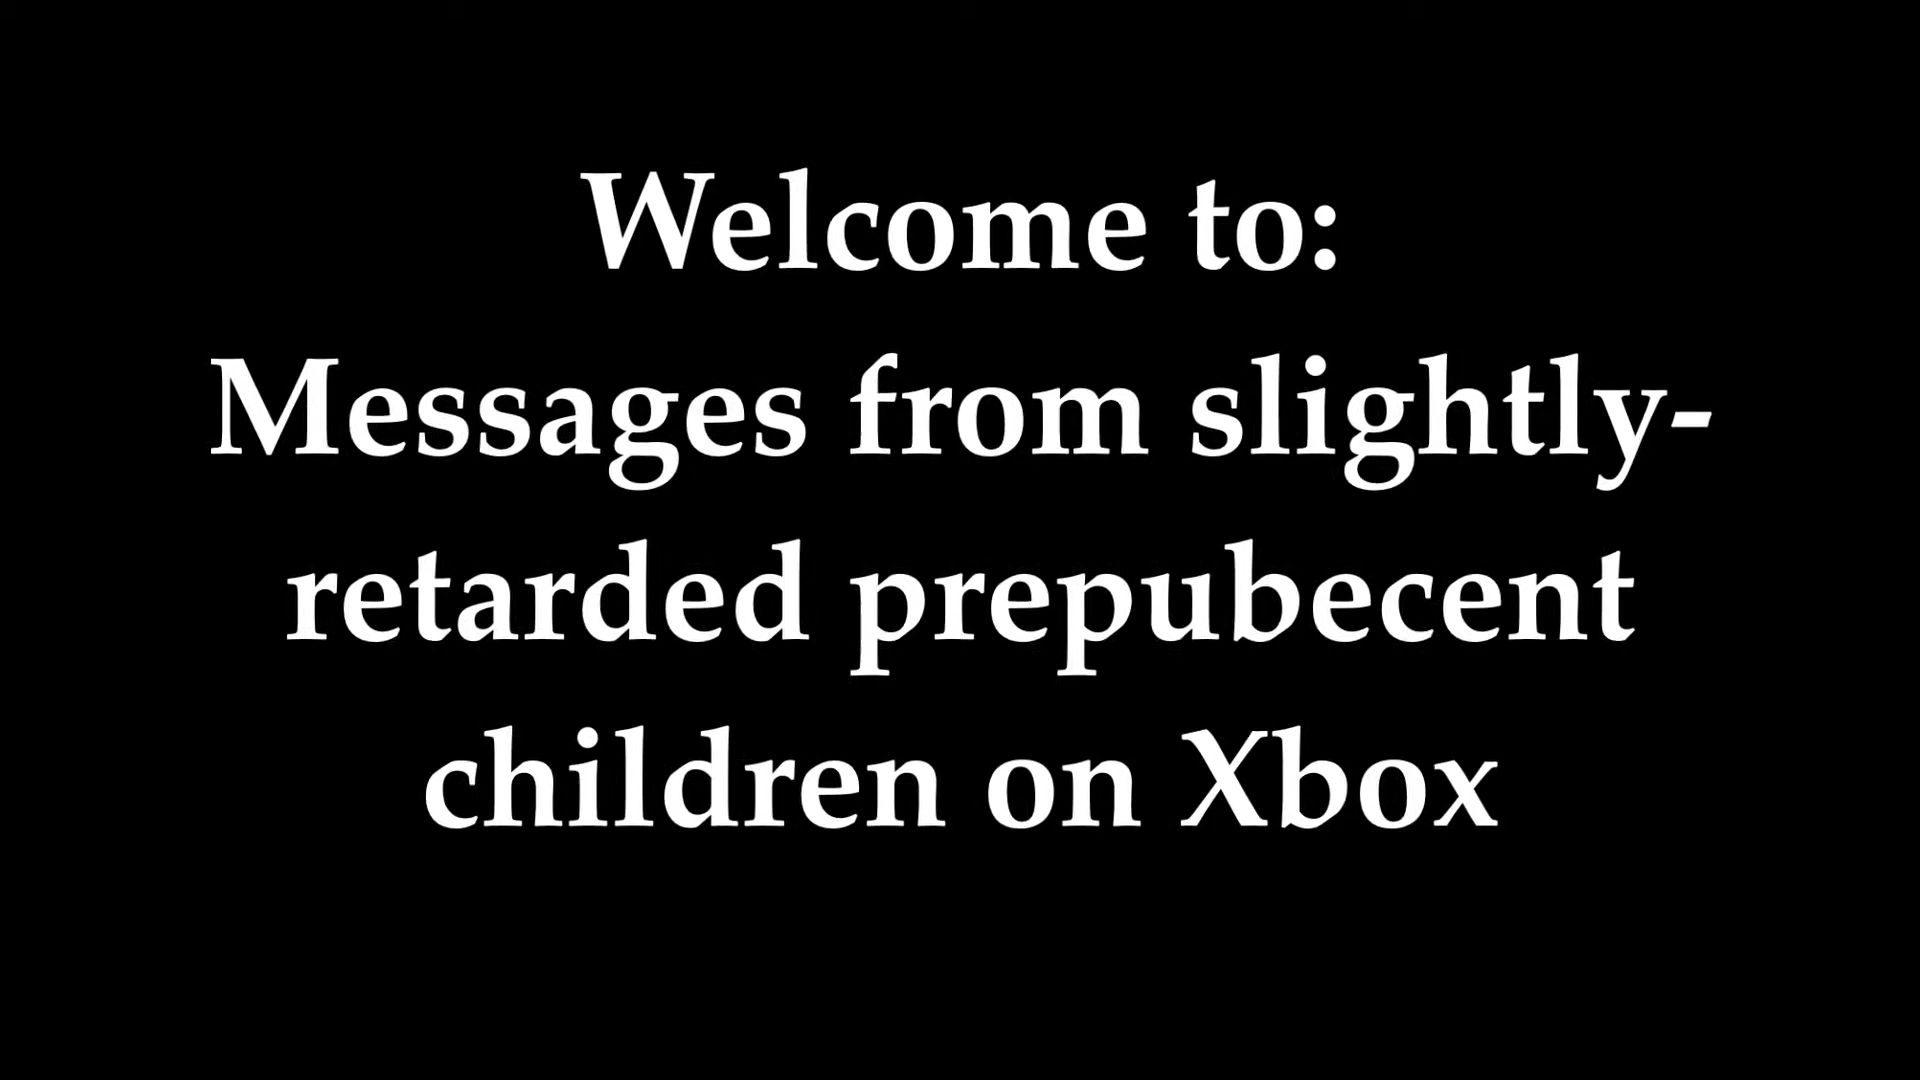 Welcome to:
Messages from slightly-
retarded prepubecent
children on Xbox